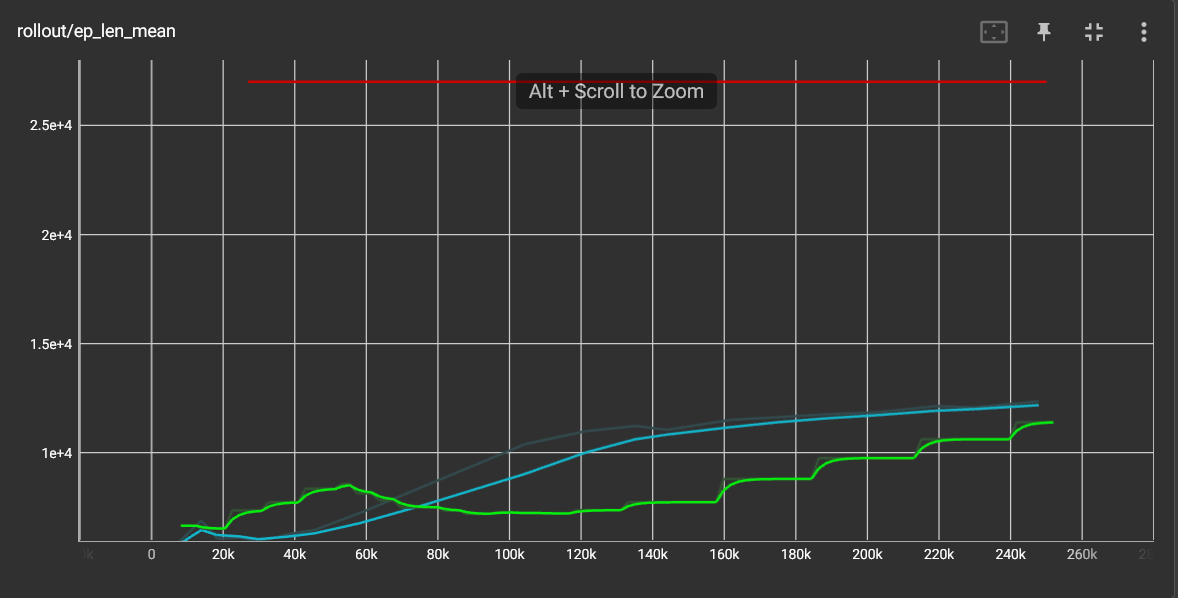 rollout/ep_len_mean
Alt + Scroll to Zoom
2.5e+4
2e+4
1.5e+4
1e+4
0 20k 40k 60k 80k 100k 120k 140k 160k 180k 200k 220k 240k 260k